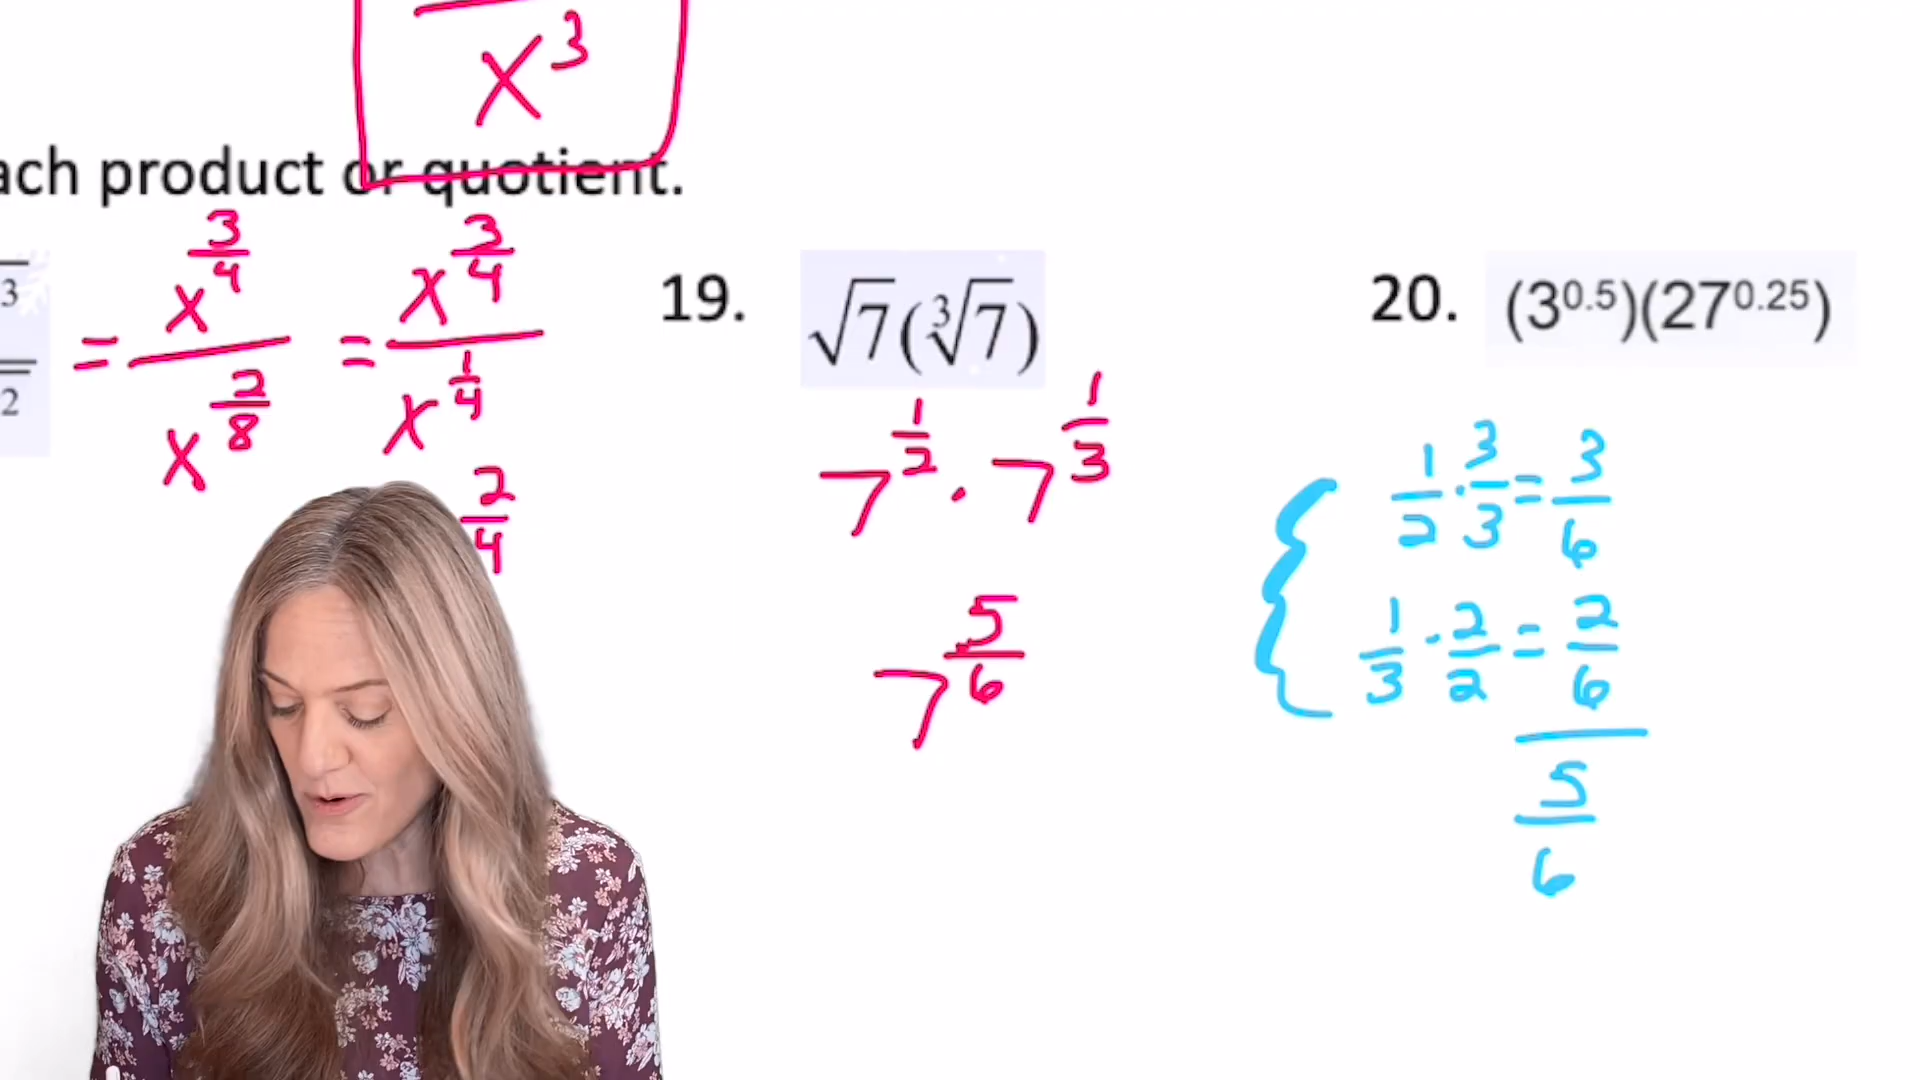 x^3
ach product or quotient.
3
2
= x^(3/4) / x^(2/8) = x^(3/4) / x^(1/4)
2/4
19. √7(∛7)
7^(1/2) · 7^(1/3)
7^(5/6)
20. (3^0.5)(27^0.25)
1/2 · 3/3 = 3/6
1/3 · 2/2 = 2/6
5/6